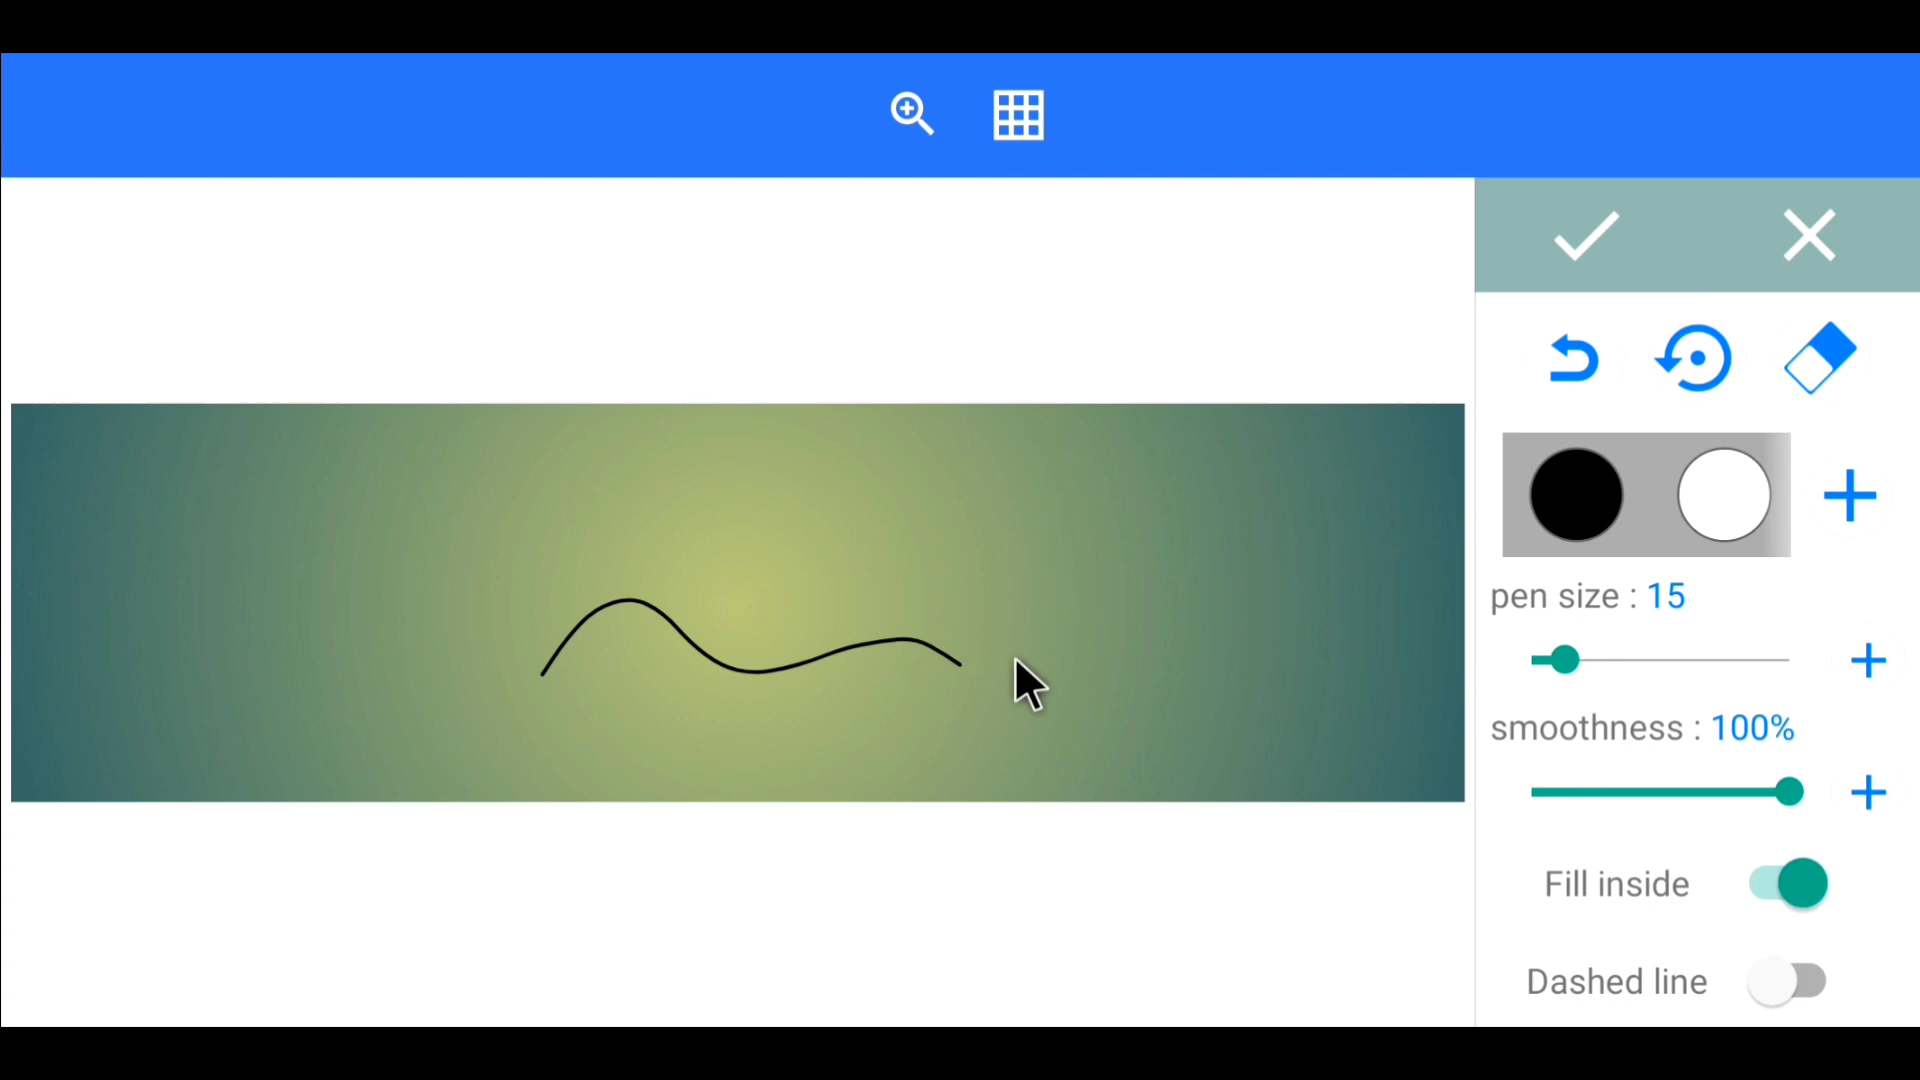 pen size : 15
smoothness : 100%
Fill inside
Dashed line